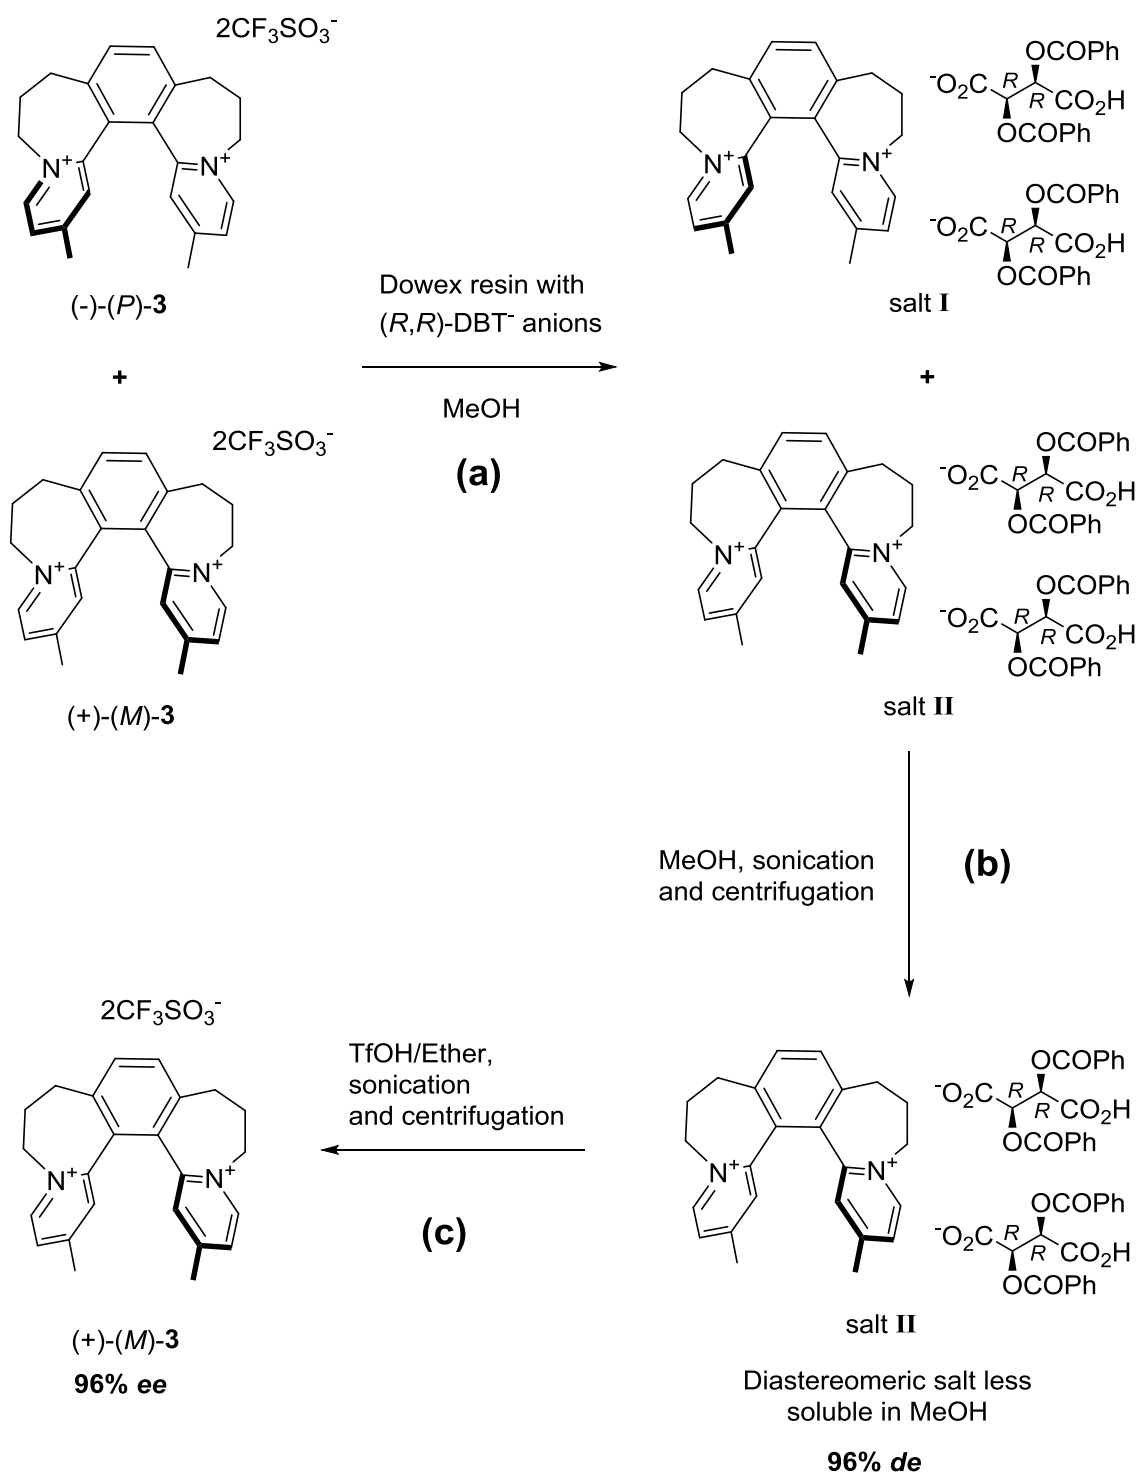 2CF₃SO₃⁻
N⁺
N⁺
(-)-(P)-3
+
2CF₃SO₃⁻
N⁺
N⁺
(+)-(M)-3
Dowex resin with
(R,R)-DBT⁻ anions
MeOH
(a)
N⁺
N⁺
OCOPh
⁻O₂C
R
R
CO₂H
OCOPh
OCOPh
⁻O₂C
R
R
CO₂H
OCOPh
salt I
+
N⁺
N⁺
OCOPh
⁻O₂C
R
R
CO₂H
OCOPh
OCOPh
⁻O₂C
R
R
CO₂H
OCOPh
salt II
MeOH, sonication
and centrifugation
(b)
N⁺
N⁺
OCOPh
⁻O₂C
R
R
CO₂H
OCOPh
OCOPh
⁻O₂C
R
R
CO₂H
OCOPh
salt II
Diastereomeric salt less
soluble in MeOH
96% de
TfOH/Ether,
sonication
and centrifugation
(c)
2CF₃SO₃⁻
N⁺
N⁺
(+)-(M)-3
96% ee